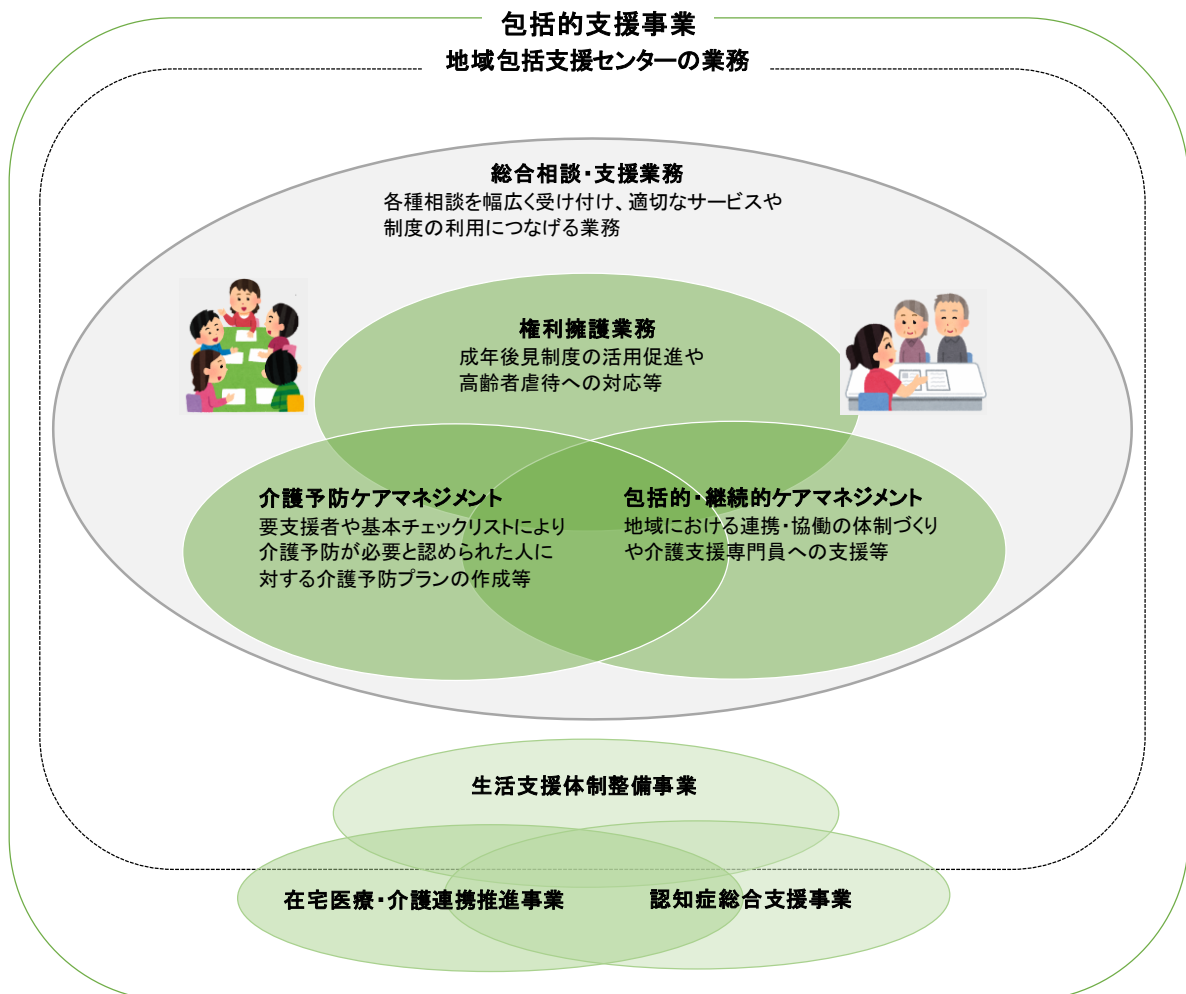 包括的支援事業
地域包括支援センターの業務
総合相談・支援業務
各種相談を幅広く受け付け、適切なサービスや
制度の利用につなげる業務
権利擁護業務
成年後見制度の活用促進や
高齢者虐待への対応等
介護予防ケアマネジメント
要支援者や基本チェックリストにより
介護予防が必要と認められた人に
対する介護予防プランの作成等
包括的・継続的ケアマネジメント
地域における連携・協働の体制づくり
や介護支援専門員への支援等
生活支援体制整備事業
在宅医療・介護連携推進事業
認知症総合支援事業